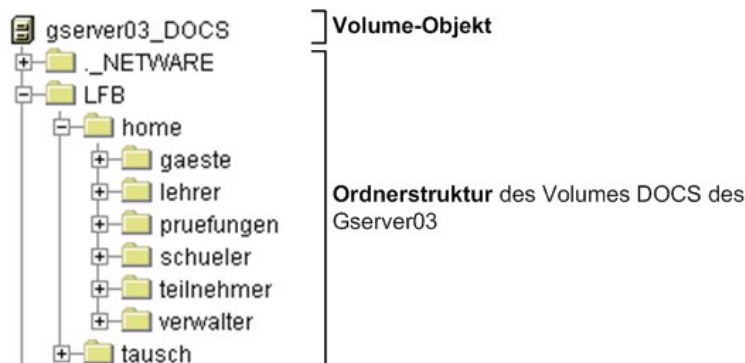 gserver03_DOCS
Volume-Objekt
._NETWARE
LFB
home
gaeste
lehrer
pruefungen
schueler
teilnehmer
verwalter
tausch
Ordnerstruktur des Volumes DOCS des
Gserver03